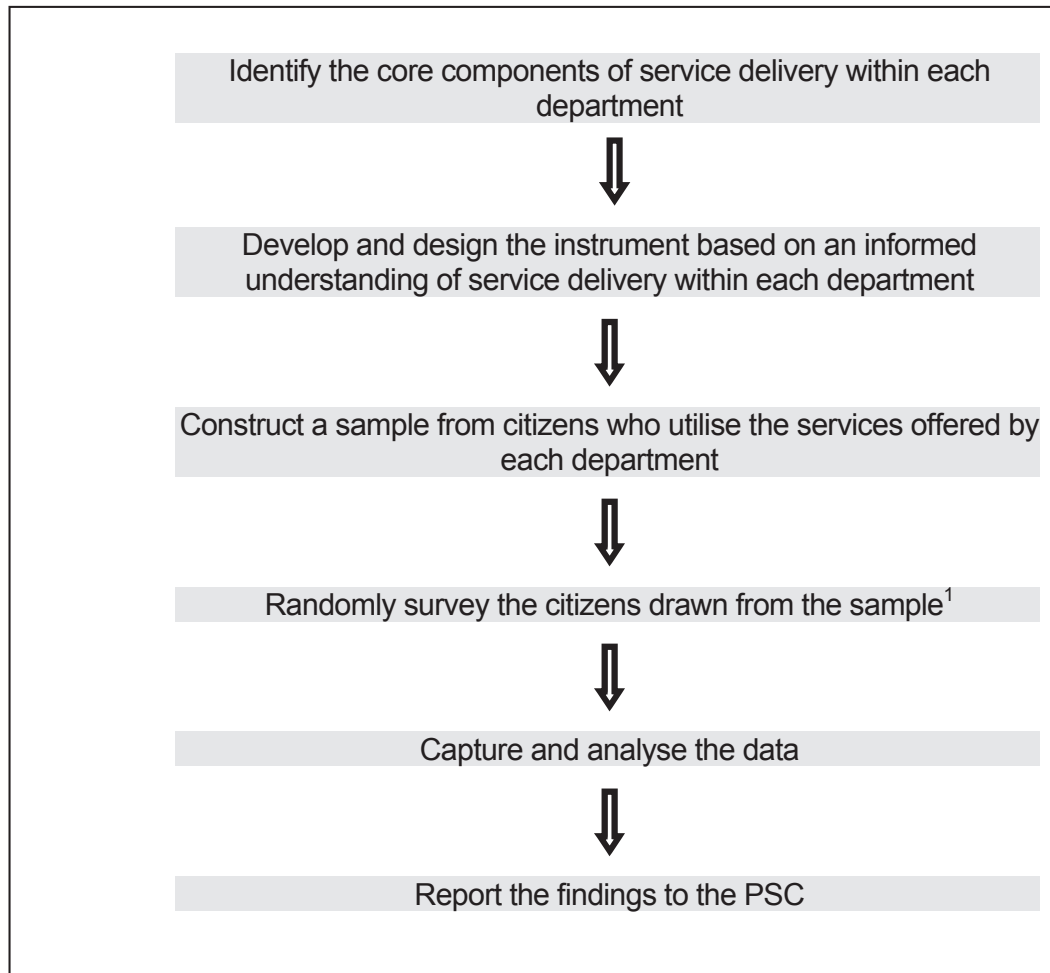 Identify the core components of service delivery within each
department
Develop and design the instrument based on an informed
understanding of service delivery within each department
Construct a sample from citizens who utilise the services offered by
each department
Randomly survey the citizens drawn from the sample¹
Capture and analyse the data
Report the findings to the PSC